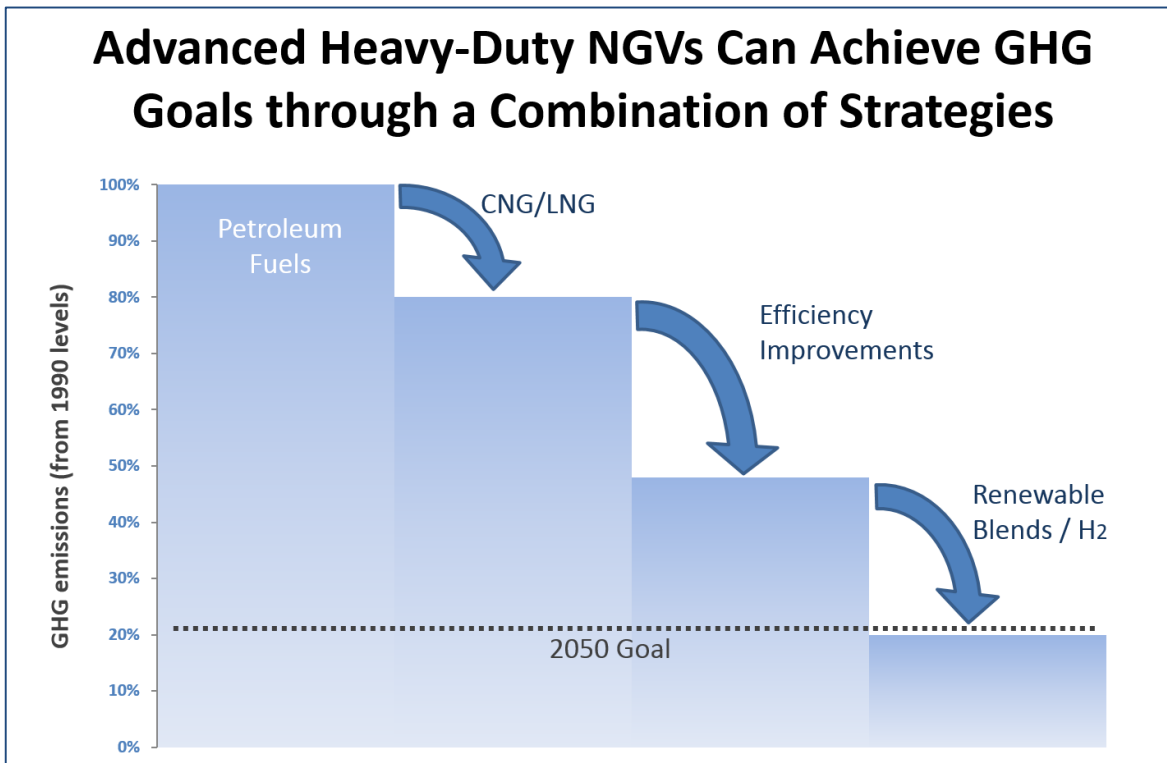 Advanced Heavy-Duty NGVs Can Achieve GHG
Goals through a Combination of Strategies
GHG emissions (from 1990 levels)
100%
90%
80%
70%
60%
50%
40%
30%
20%
10%
0%
Petroleum
Fuels
CNG/LNG
Efficiency
Improvements
Renewable
Blends / H2
2050 Goal